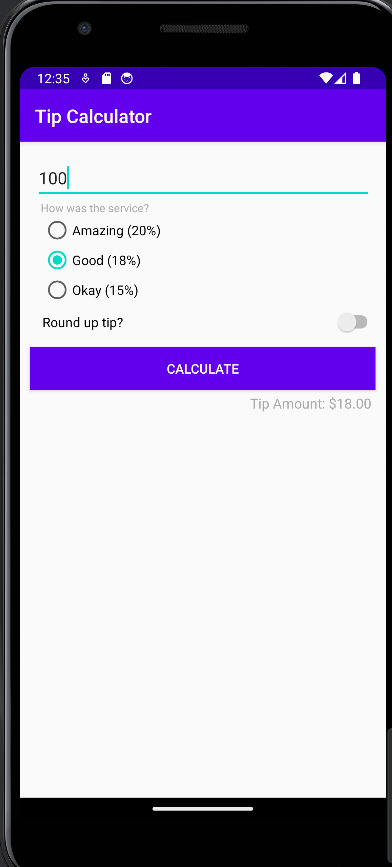 12:35
Tip Calculator
100
How was the service?
Amazing (20%)
Good (18%)
Okay (15%)
Round up tip?
CALCULATE
Tip Amount: $18.00